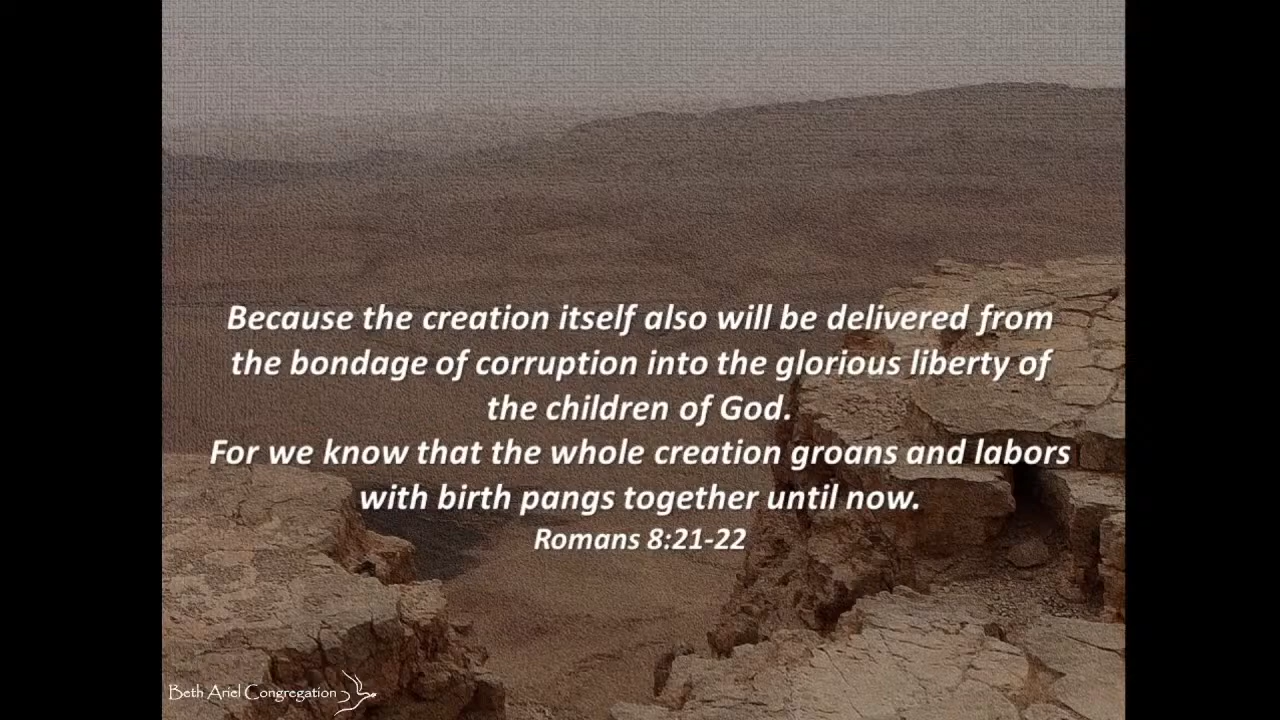 Because the creation itself also will be delivered from
the bondage of corruption into the glorious liberty of
the children of God.
For we know that the whole creation groans and labors
with birth pangs together until now.
Romans 8:21-22
Beth Ariel Congregation